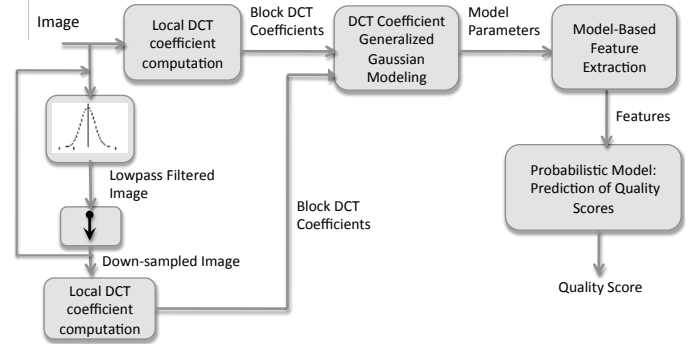 Image
Local DCT
coefficient
computation
Block DCT
Coefficients
DCT Coefficient
Generalized
Gaussian
Modeling
Model
Parameters
Model-Based
Feature
Extraction
Features
Lowpass Filtered
Image
Probabilistic Model:
Prediction of Quality
Scores
Block DCT
Coefficients
Down-sampled Image
Local DCT
coefficient
computation
Quality Score